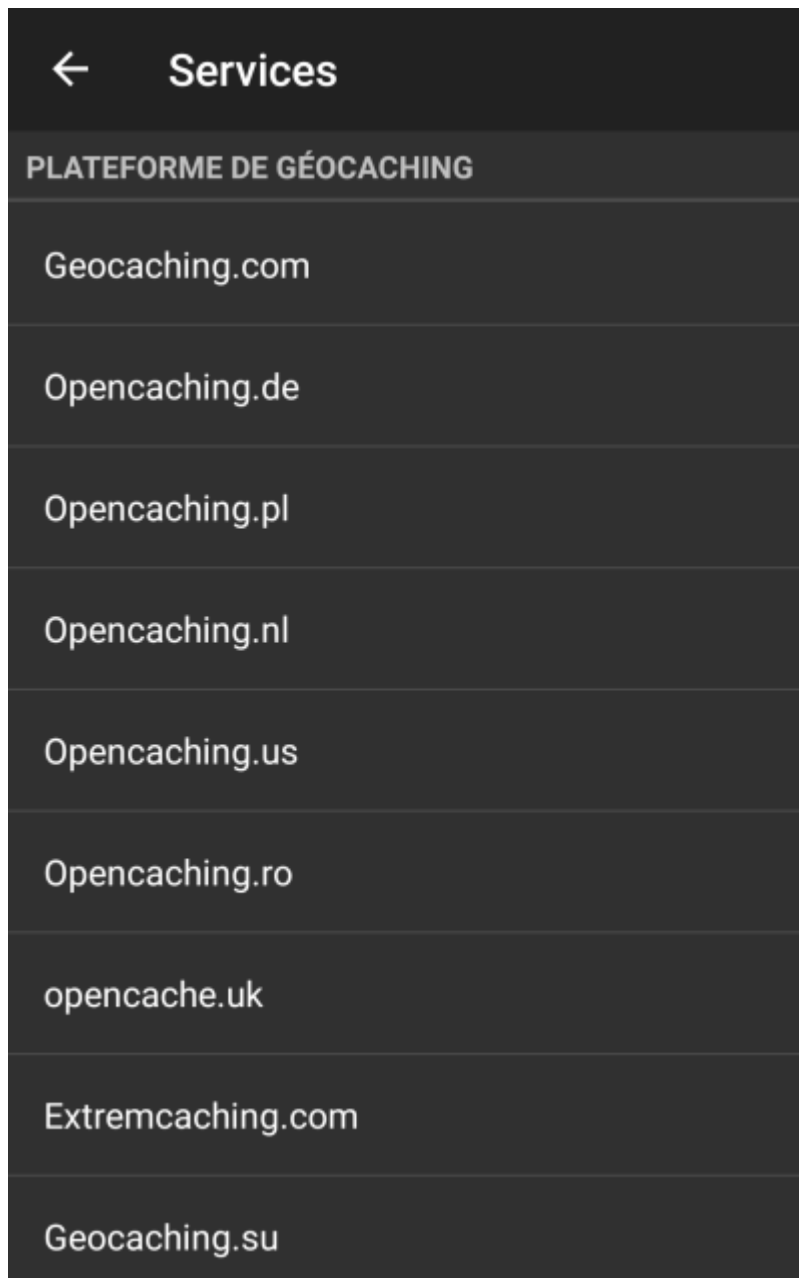 Services
PLATEFORME DE GÉOCACHING
Geocaching.com
Opencaching.de
Opencaching.pl
Opencaching.nl
Opencaching.us
Opencaching.ro
opencache.uk
Extremcaching.com
Geocaching.su